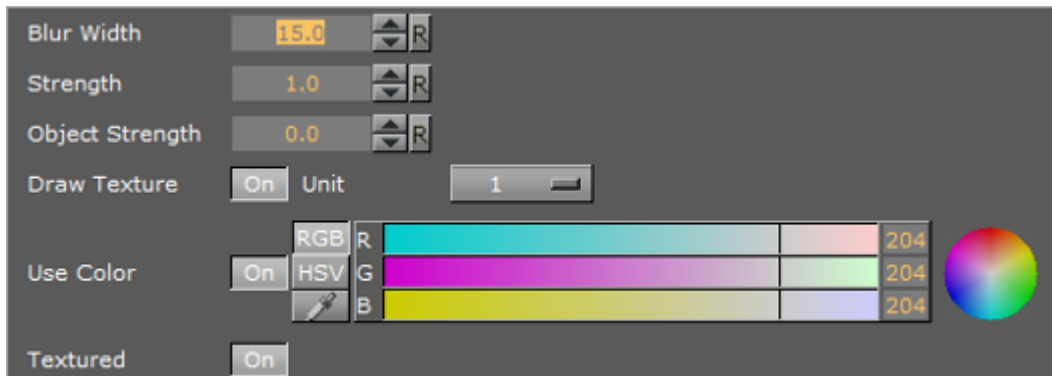 Blur Width 15.0 R
Strength 1.0 R
Object Strength 0.0 R
Draw Texture On Unit 1
RGB R 204
Use Color On HSV G 204
B 204
Textured On